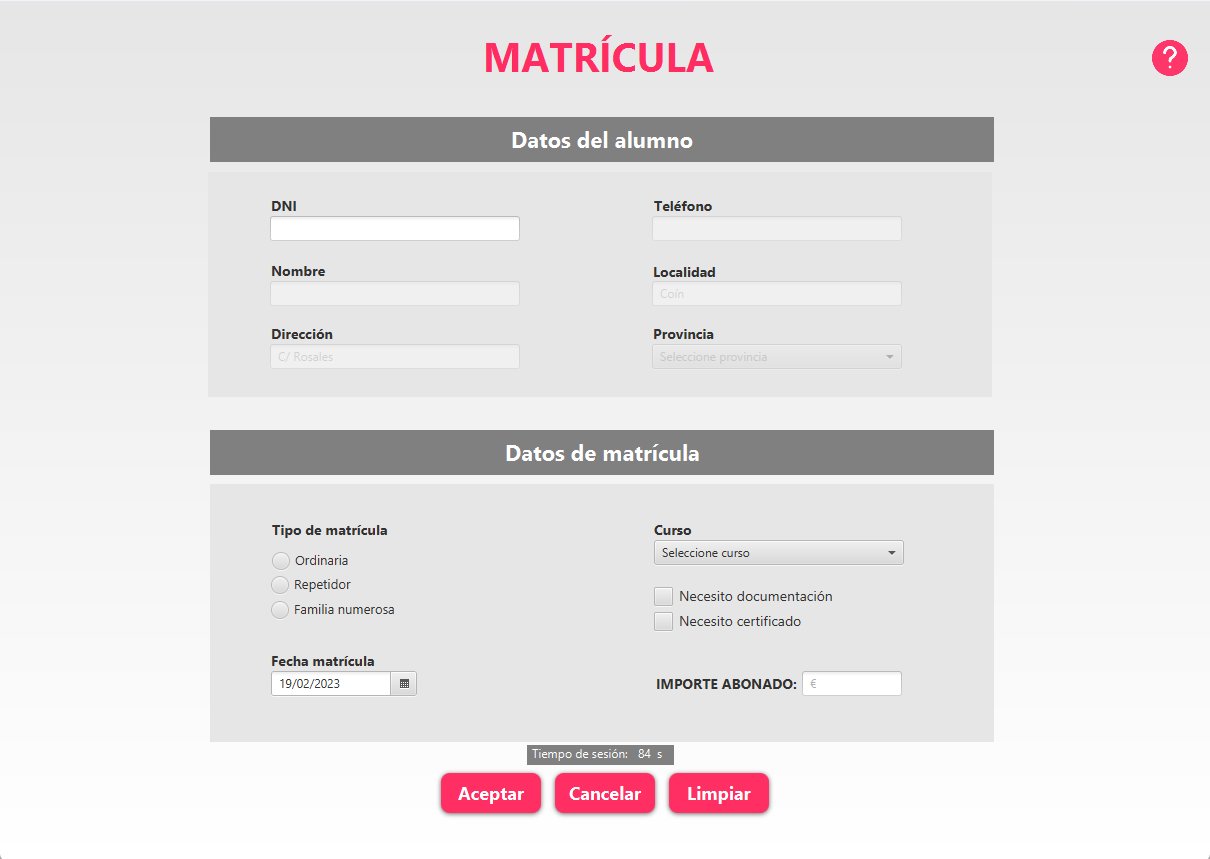 MATRÍCULA
?
Datos del alumno
DNI
Teléfono
Nombre
Localidad
Coín
Dirección
C/ Rosales
Provincia
Seleccione provincia
Datos de matrícula
Tipo de matrícula
Ordinaria
Repetidor
Familia numerosa
Curso
Seleccione curso
Necesito documentación
Necesito certificado
Fecha matrícula
19/02/2023
IMPORTE ABONADO: €
Tiempo de sesión: 84 s
Aceptar Cancelar Limpiar